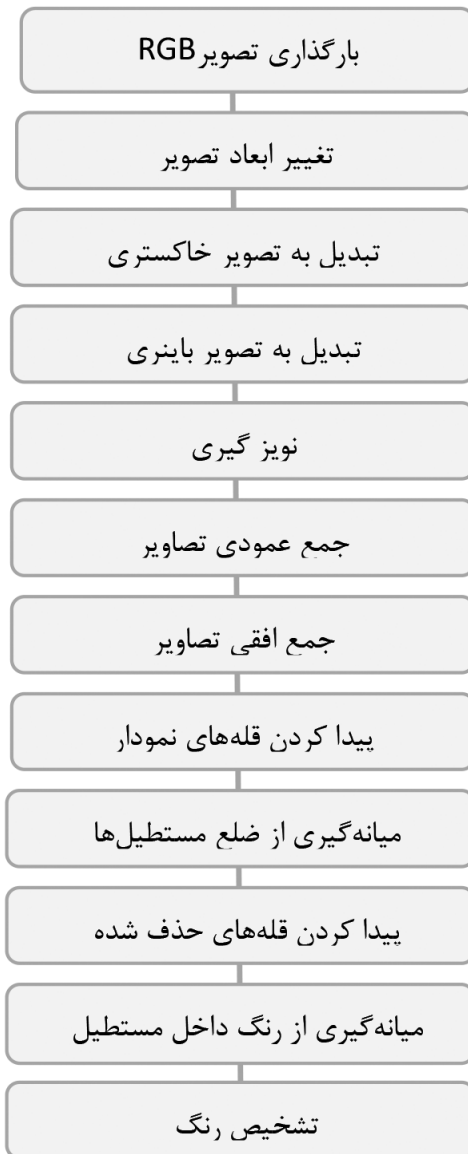 بارگذاری تصویرRGB
تغییر ابعاد تصویر
تبدیل به تصویر خاکستری
تبدیل به تصویر باینری
نویز گیری
جمع عمودی تصاویر
جمع افقی تصاویر
پیدا کردن قله‌های نمودار
میانه‌گیری از ضلع مستطیل‌ها
پیدا کردن قله‌های حذف شده
میانه‌گیری از رنگ داخل مستطیل
تشخیص رنگ